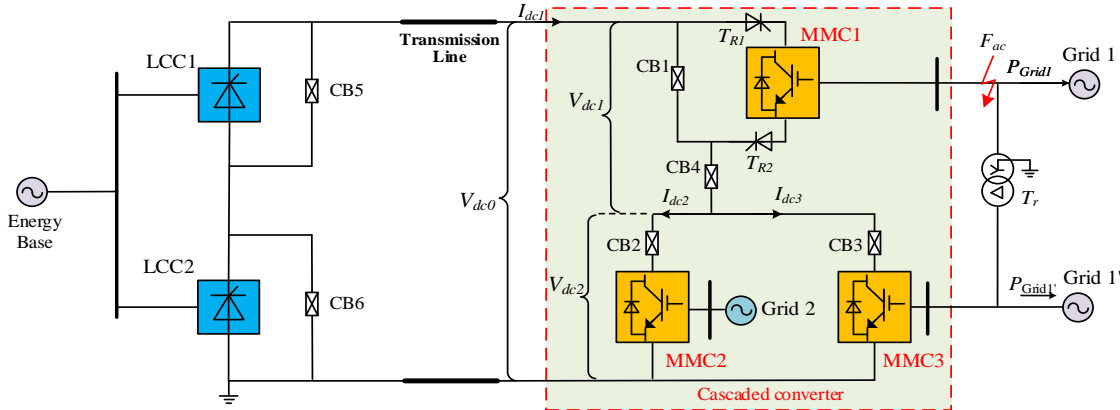 LCC1
CB5
Transmission
Line
LCC2
CB6
Energy
Base
I_dc1
T_R1
MMC1
CB1
V_dc1
T_R2
CB4
V_dc0
I_dc2
I_dc3
CB2
CB3
V_dc2
Grid 2
MMC2
MMC3
Cascaded converter
F_ac
P_Grid1
Grid 1
T_r
P_Grid1'
Grid 1'